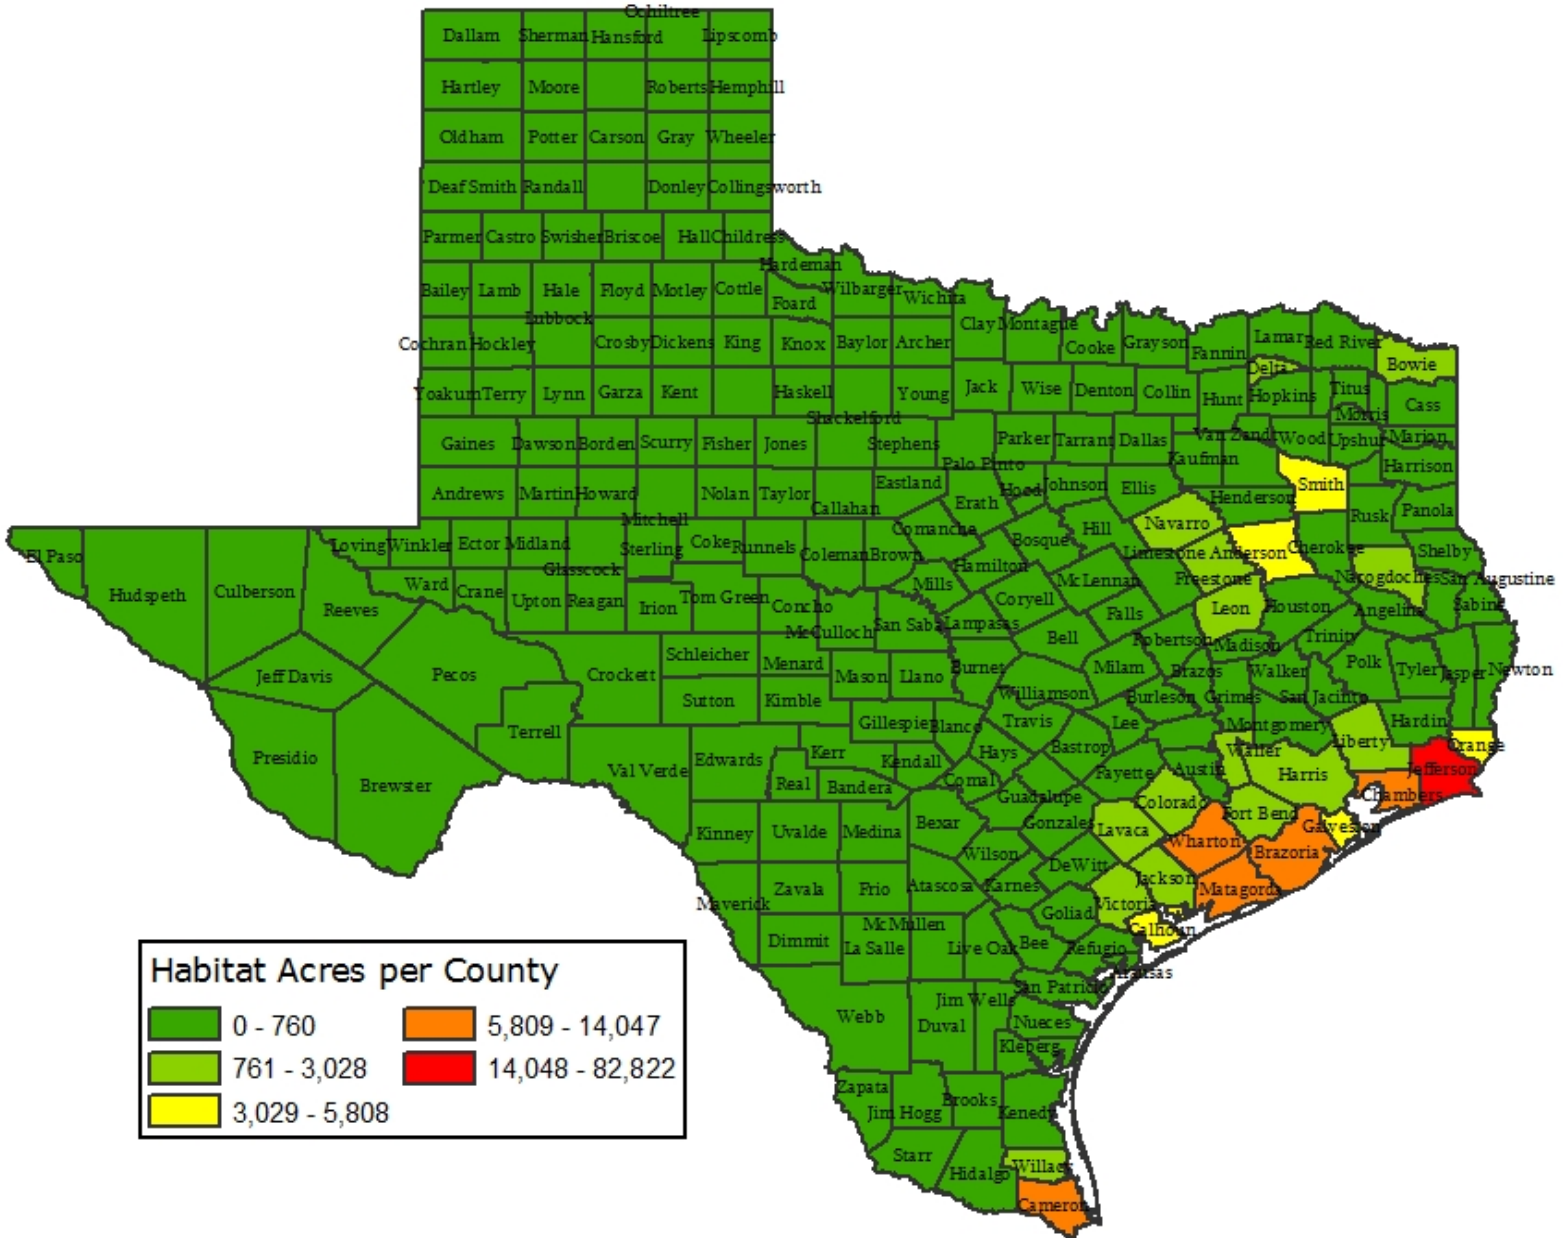 Ochiltree
Dallam Sherman Hansford Lipscomb
Hartley Moore Roberts Hemphill
Oldham Potter Carson Gray Wheeler
Deaf Smith Randall Donley Collingsworth
Parmer Castro Swisher Briscoe Hall Childress
Hardeman
Bailey Lamb Hale Floyd Motley Cottle Foard Wilbarger Wichita
Lubbock
Cochran Hockley Crosby Dickens King Knox Baylor Archer Clay Montague Cooke Grayson Fannin Lamar Red River
Delta Bowie
Yoakum Terry Lynn Garza Kent Haskell Young Jack Wise Denton Collin Hunt Hopkins Titus Cass
Shackelford Morris
Gaines Dawson Borden Scurry Fisher Jones Stephens Parker Tarrant Dallas Van Zandt Wood Upshur Marion
Palo Pinto Kaufman Harrison
Andrews Martin Howard Nolan Taylor Callahan Eastland Erath Hood Johnson Ellis Henderson Smith
Rusk Panola
Mitchell Comanche Navarro
El Paso Loving Winkler Ector Midland Sterling Coke Runnels Coleman Brown Bosque Hill Limestone Anderson Cherokee Shelby
Glasscock Hamilton
Hudspeth Culberson Reeves Ward Crane Upton Reagan Irion Tom Green Concho Mills McLennan Freestone Nacogdoches San Augustine
Coryell Falls Leon Houston Angelina Sabine
McCulloch San Saba Lampasas Bell Robertson Madison Trinity
Jeff Davis Pecos Crockett Schleicher Menard Mason Llano Burnet Milam Brazos Walker Polk Tyler Jasper Newton
Sutton Kimble Williamson Burleson Grimes San Jacinto
Terrell Gillespie Blanco Travis Lee Montgomery Hardin
Presidio Kerr Hays Bastrop Waller Liberty Orange
Brewster Val Verde Edwards Real Kendall Comal Fayette Austin Harris Jefferson
Bandera Guadalupe Colorado Chambers
Kinney Uvalde Medina Bexar Gonzales Lavaca Fort Bend Galveston
Wilson DeWitt Wharton Brazoria
Maverick Zavala Frio Atascosa Karnes Jackson Matagorda
McMullen Goliad Victoria
Dimmit La Salle Live Oak Bee Refugio Calhoun
Aransas
San Patricio
Webb Duval Jim Wells Nueces
Kleberg
Zapata Jim Hogg Brooks Kenedy
Starr Hidalgo Willacy
Cameron
Habitat Acres per County
0 - 760 5,809 - 14,047
761 - 3,028 14,048 - 82,822
3,029 - 5,808